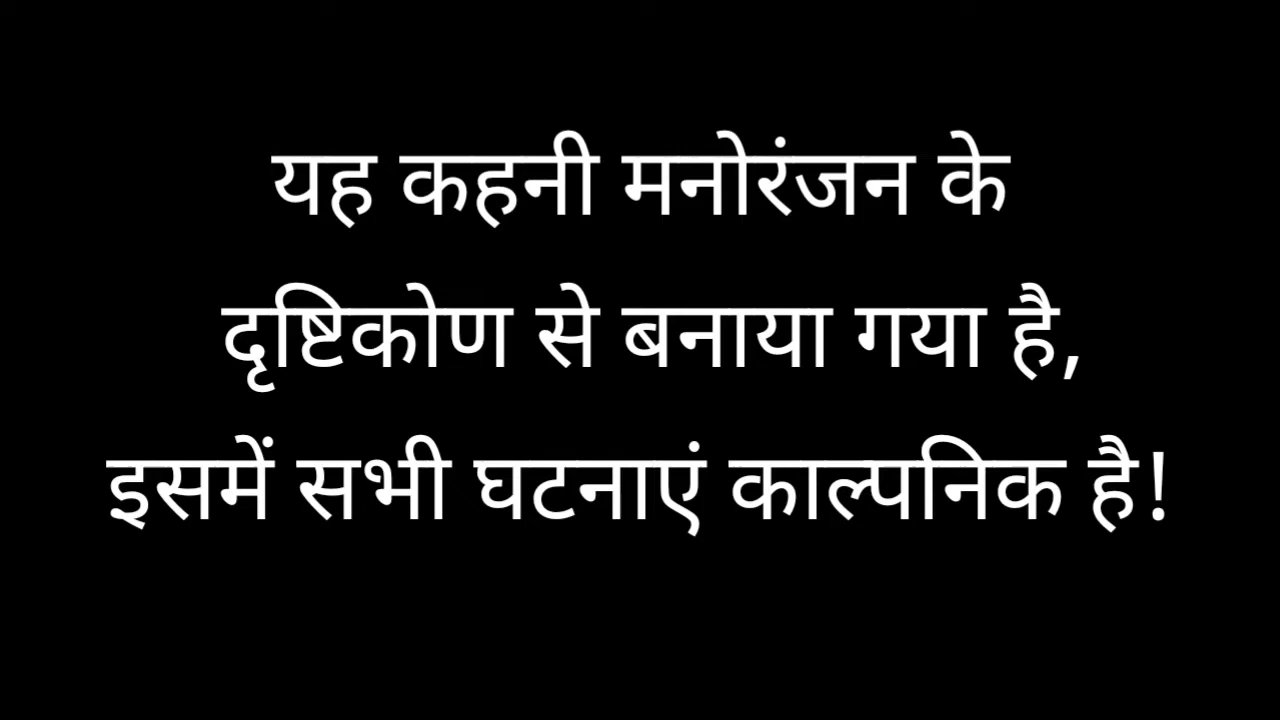 यह कहनी मनोरंजन के
दृष्टिकोण से बनाया गया है,
इसमें सभी घटनाएं काल्पनिक है!